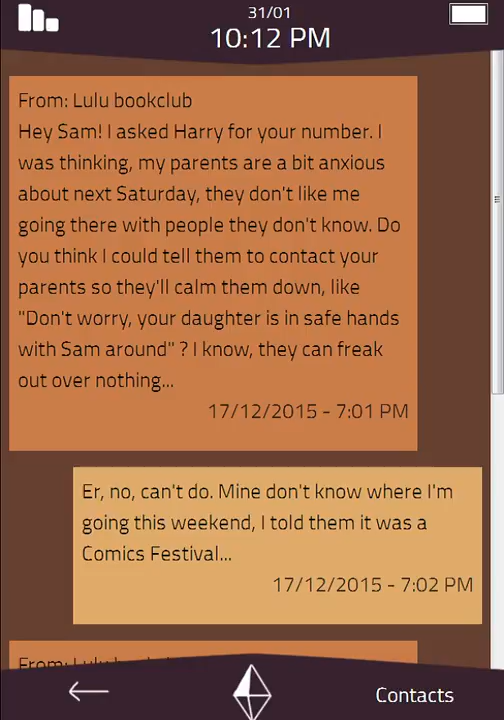 31/01
10:12 PM
From: Lulu bookclub
Hey Sam! I asked Harry for your number. I
was thinking, my parents are a bit anxious
about next Saturday, they don't like me
going there with people they don't know. Do
you think I could tell them to contact your
parents so they'll calm them down, like
"Don't worry, your daughter is in safe hands
with Sam around" ? I know, they can freak
out over nothing...
17/12/2015 - 7:01 PM
Er, no, can't do. Mine don't know where I'm
going this weekend, I told them it was a
Comics Festival...
17/12/2015 - 7:02 PM
From: Lulu
Contacts